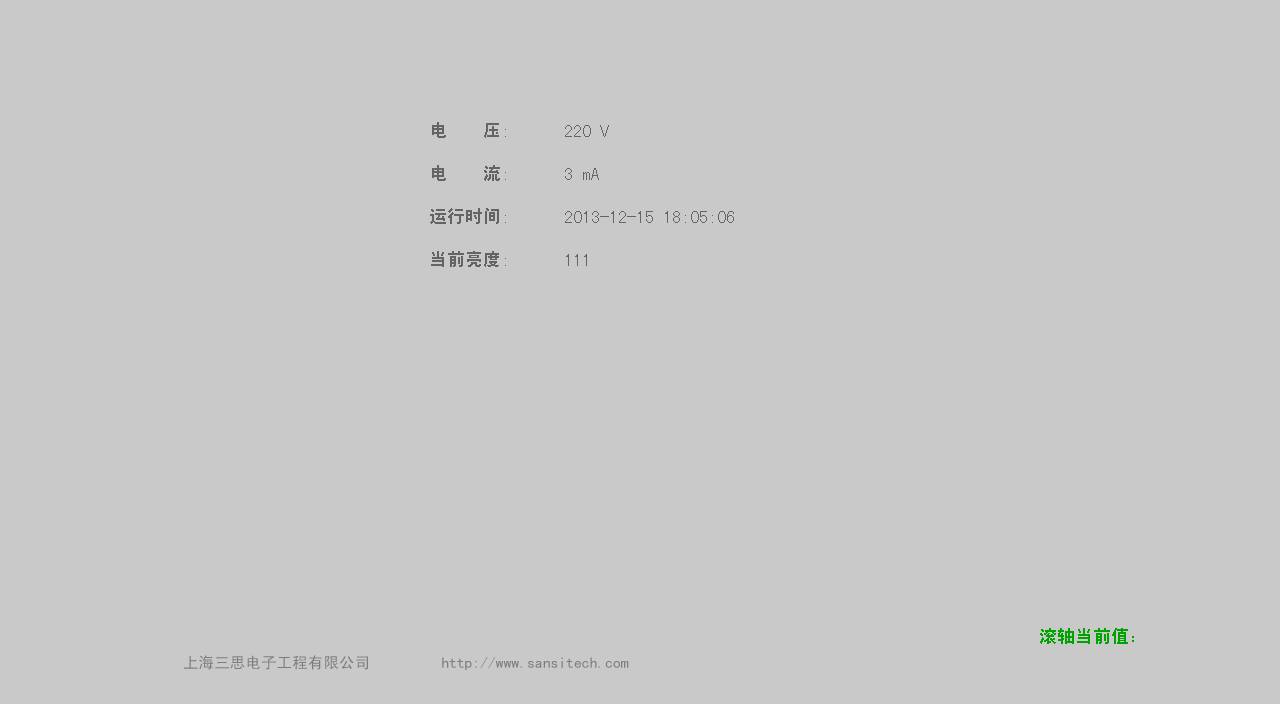 电　　压：　　　220 V
电　　流：　　　3 mA
运行时间：　　　2013-12-15 18:05:06
当前亮度：　　　111
滚轴当前值：
上海三思电子工程有限公司　　　http://www.sansitech.com